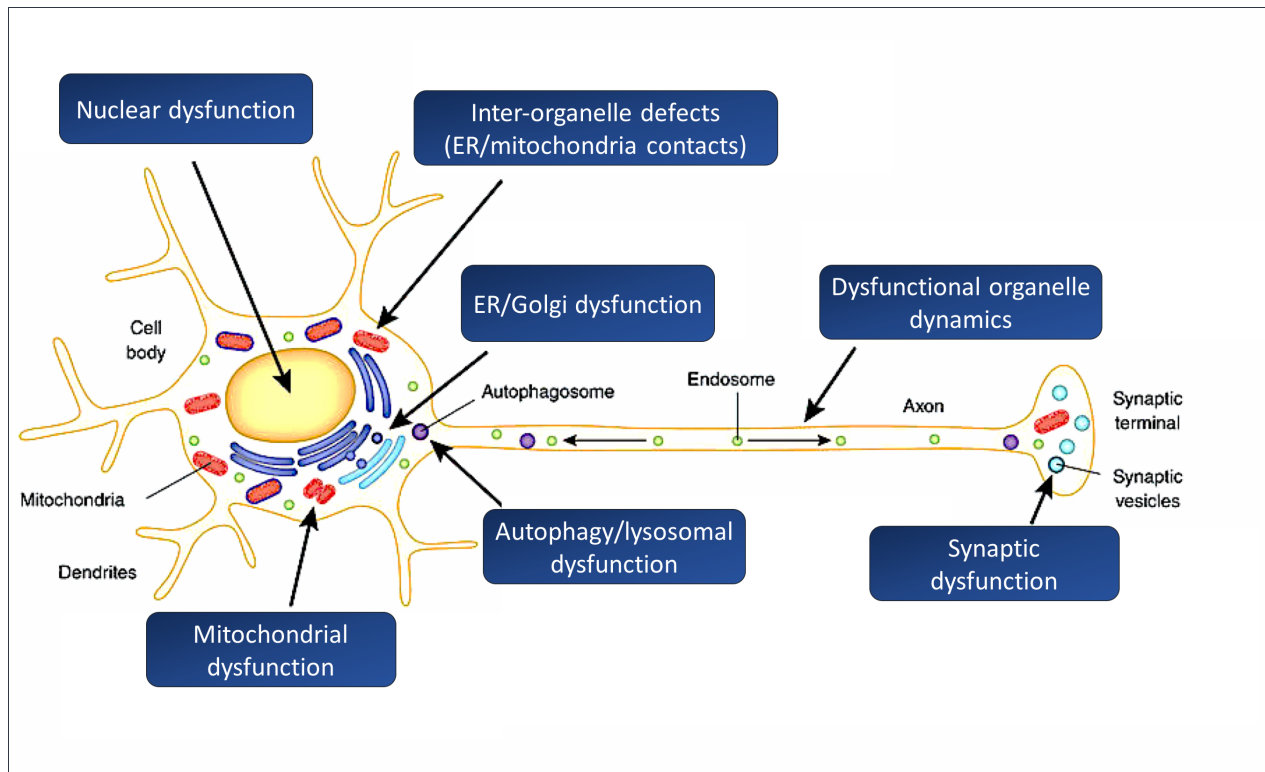 Nuclear dysfunction
Inter-organelle defects
(ER/mitochondria contacts)
ER/Golgi dysfunction
Dysfunctional organelle
dynamics
Cell
body
Autophagosome
Endosome
Axon
Synaptic
terminal
Synaptic
vesicles
Mitochondria
Dendrites
Autophagy/lysosomal
dysfunction
Synaptic
dysfunction
Mitochondrial
dysfunction